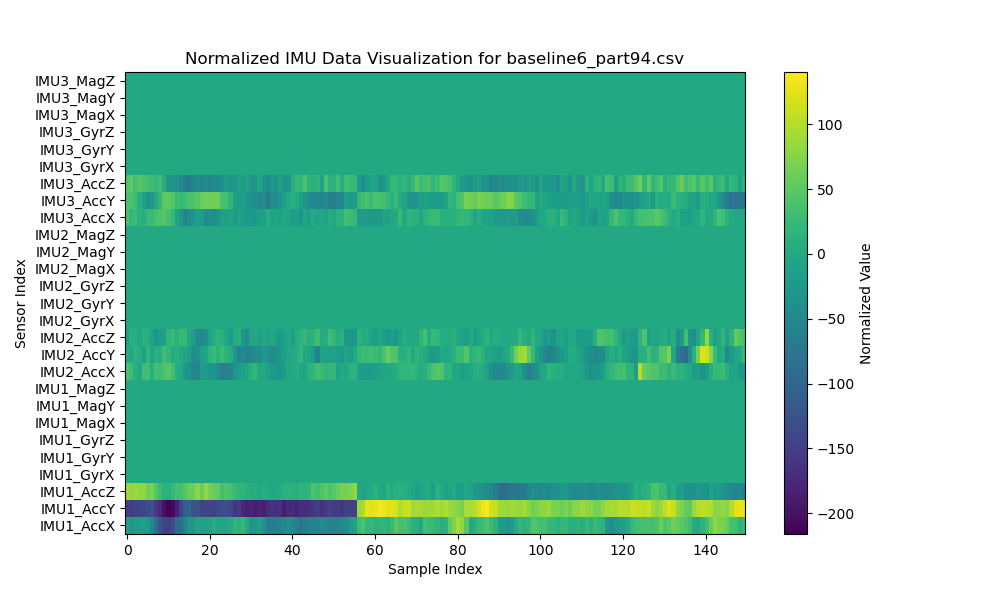 Normalized IMU Data Visualization for baseline6_part94.csv
IMU3_MagZ
IMU3_MagY
IMU3_MagX
IMU3_GyrZ
IMU3_GyrY
IMU3_GyrX
IMU3_AccZ
IMU3_AccY
IMU3_AccX
IMU2_MagZ
IMU2_MagY
IMU2_MagX
IMU2_GyrZ
IMU2_GyrY
IMU2_GyrX
IMU2_AccZ
IMU2_AccY
IMU2_AccX
IMU1_MagZ
IMU1_MagY
IMU1_MagX
IMU1_GyrZ
IMU1_GyrY
IMU1_GyrX
IMU1_AccZ
IMU1_AccY
IMU1_AccX
Sensor Index
0 20 40 60 80 100 120 140
Sample Index
100
50
0
−50
−100
−150
−200
Normalized Value